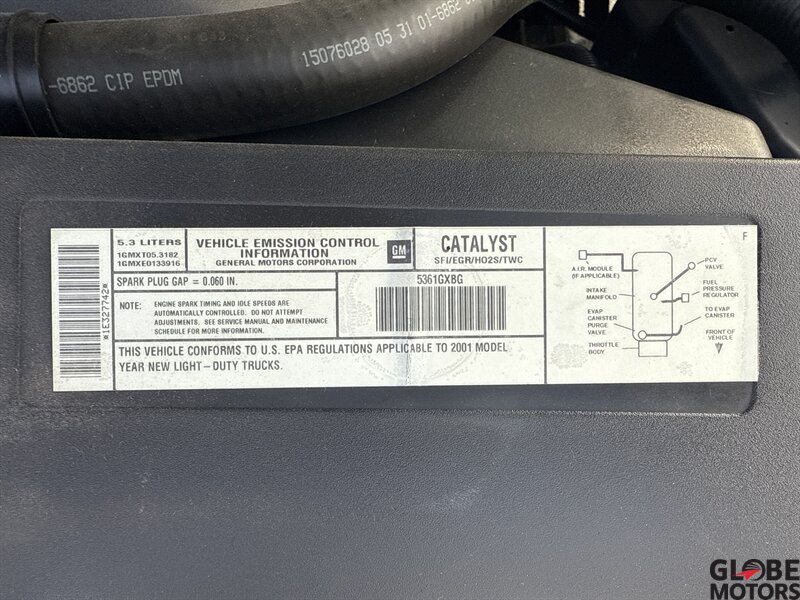 15076028 05 31 01-6862
-6862 CIP EPDM
*1E327742*
5.3 LITERS
1GMXT05.3182
1GMXE0133916
VEHICLE EMISSION CONTROL
INFORMATION
GENERAL MOTORS CORPORATION
GM
CATALYST
SFI/EGR/HO2S/TWC
SPARK PLUG GAP = 0.060 IN.
NOTE: ENGINE SPARK TIMING AND IDLE SPEEDS ARE
AUTOMATICALLY CONTROLLED. DO NOT ATTEMPT
ADJUSTMENTS. SEE SERVICE MANUAL AND MAINTENANCE
SCHEDULE FOR MORE INFORMATION.
5361GXBG
THIS VEHICLE CONFORMS TO U.S. EPA REGULATIONS APPLICABLE TO 2001 MODEL
YEAR NEW LIGHT-DUTY TRUCKS.
F
A.I.R. MODULE
(IF APPLICABLE)
INTAKE
MANIFOLD
EVAP
CANISTER
PURGE
VALVE
THROTTLE
BODY
PCV
VALVE
FUEL
PRESSURE
REGULATOR
TO EVAP
CANISTER
FRONT OF
VEHICLE
GLOBE
MOTORS